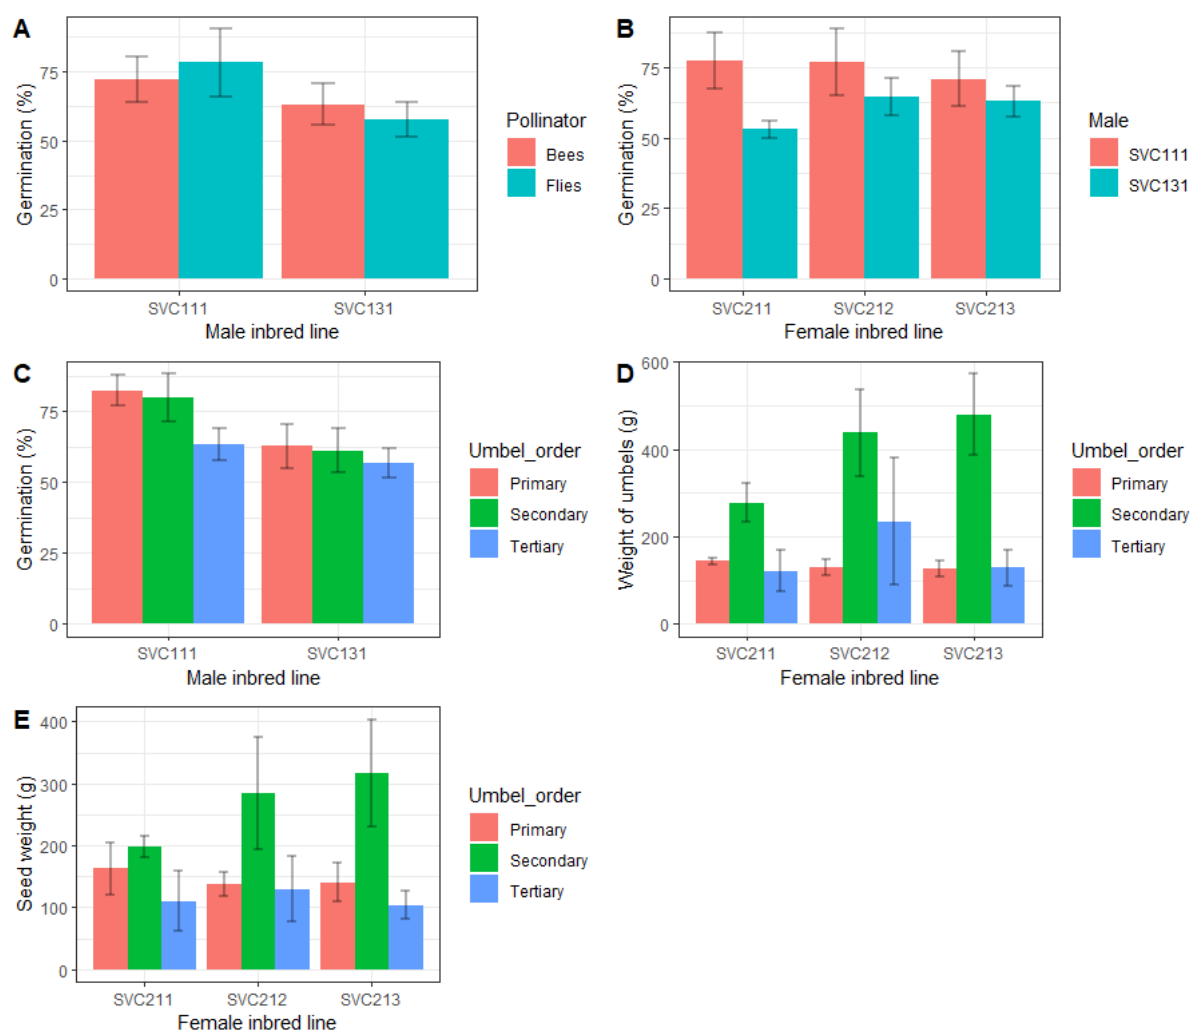 A
Germination (%)
75
50
25
0
SVC111 SVC131
Male inbred line
Pollinator
Bees
Flies
B
Germination (%)
75
50
25
0
SVC211 SVC212 SVC213
Female inbred line
Male
SVC111
SVC131
C
Germination (%)
75
50
25
0
SVC111 SVC131
Male inbred line
Umbel_order
Primary
Secondary
Tertiary
D
Weight of umbels (g)
600
400
200
0
SVC211 SVC212 SVC213
Female inbred line
Umbel_order
Primary
Secondary
Tertiary
E
Seed weight (g)
400
300
200
100
0
SVC211 SVC212 SVC213
Female inbred line
Umbel_order
Primary
Secondary
Tertiary